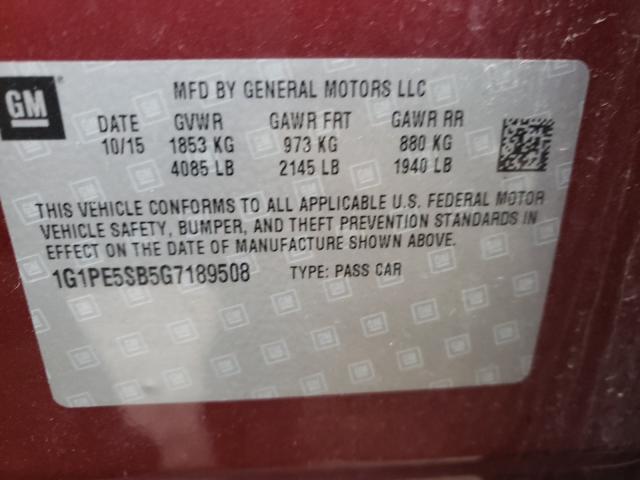 GM
MFD BY GENERAL MOTORS LLC
DATE GVWR GAWR FRT GAWR RR
10/15 1853 KG 973 KG 880 KG
4085 LB 2145 LB 1940 LB
THIS VEHICLE CONFORMS TO ALL APPLICABLE U.S. FEDERAL MOTOR
VEHICLE SAFETY, BUMPER, AND THEFT PREVENTION STANDARDS IN
EFFECT ON THE DATE OF MANUFACTURE SHOWN ABOVE.
1G1PE5SB5G7189508 TYPE: PASS CAR